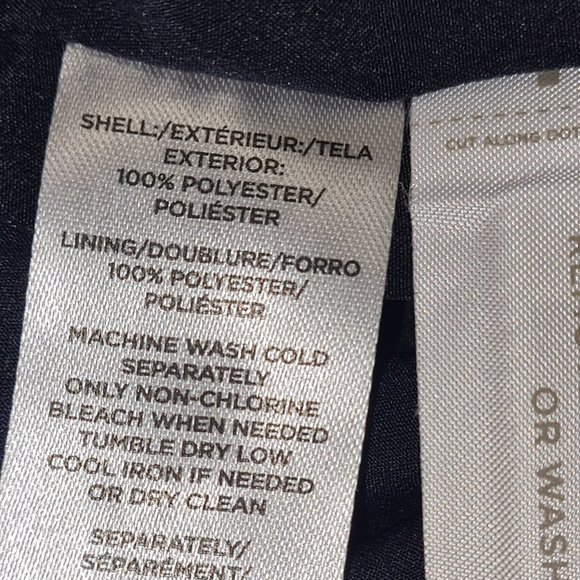 SHELL:/EXTÉRIEUR:/TELA
EXTERIOR:
100% POLYESTER/
POLIÉSTER
LINING/DOUBLURE/FORRO
100% POLYESTER/
POLIÉSTER
MACHINE WASH COLD
SEPARATELY
ONLY NON-CHLORINE
BLEACH WHEN NEEDED
TUMBLE DRY LOW
COOL IRON IF NEEDED
OR DRY CLEAN
SEPARATELY/
SÉPARÉMENT/
CUT ALONG
OR WASH